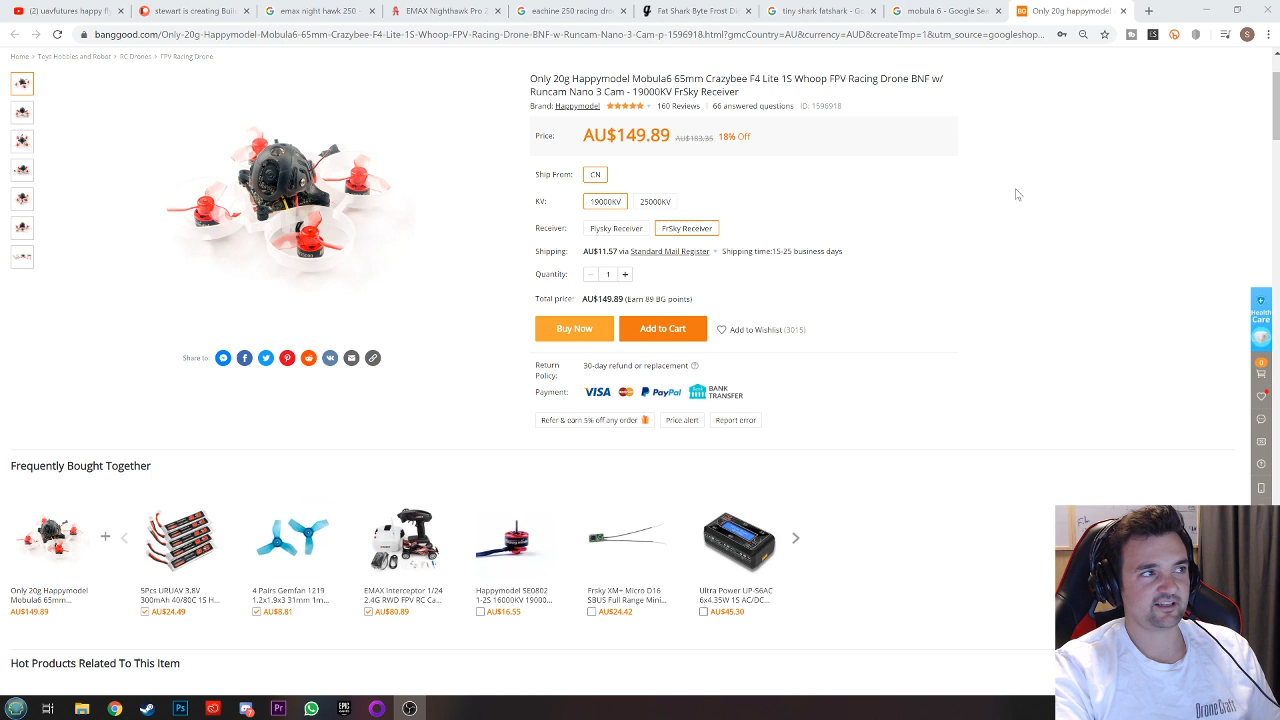 (2) uavfutures happy fly
stewart is creating Buil
emax night hawk 250 -
EMAX Nighthawk Pro 2
eachine 250 racing dro
Fat Shark Byte Frost Di
tiny shark fatshark - Go
mobula 6 - Google Sea
Only 20g happymodel
banggood.com/Only-20g-Happymodel-Mobula6-65mm-Crazybee-F4-Lite-1S-Whoop-FPV-Racing-Drone-BNF-w-Runcam-Nano-3-Cam-p-1596918.html?gmcCountry=AU&currency=AUD&createTmp=1&utm_source=googleshop...
Home > Toys Hobbies and Robot > RC Drones > FPV Racing Drone
Only 20g Happymodel Mobula6 65mm Crazybee F4 Lite 1S Whoop FPV Racing Drone BNF w/
Runcam Nano 3 Cam - 19000KV FrSky Receiver
Brand: Happymodel 160 Reviews | 66 answered questions ID: 1596918
Price: AU$149.89 AU$183.35 18% Off
Ship From: CN
KV: 19000KV 25000KV
Receiver: Flysky Receiver FrSky Receiver
Shipping: AU$11.57 via Standard Mail Register Shipping time:15-25 business days
Quantity: 1
Total price: AU$149.89 (Earn 89 BG points)
Buy Now Add to Cart Add to Wishlist (3015)
Share to:
Return
Policy: 30-day refund or replacement
Payment: VISA PayPal BANK
TRANSFER
Refer & earn 5% off any order Price alert Report error
Health
Care
0
Frequently Bought Together
Only 20g Happymodel
Mobula6 65mm...
AU$149.89
5Pcs URUAV 3.8V
300mAh 40/80C 1S H...
AU$24.49
4 Pairs Gemfan 1219
1.2x1.9x3 31mm 1m...
AU$8.81
EMAX Interceptor 1/24
2.4G RWD FPV RC Ca...
AU$80.89
Happymodel SE0802
1-2S 16000KV 19000...
AU$16.55
Frsky XM+ Micro D16
SBUS Full Range Mini...
AU$24.42
Ultra Power UP-S6AC
6x4.35W 1S AC/DC...
AU$45.30
Hot Products Related To This Item
DroneCraft